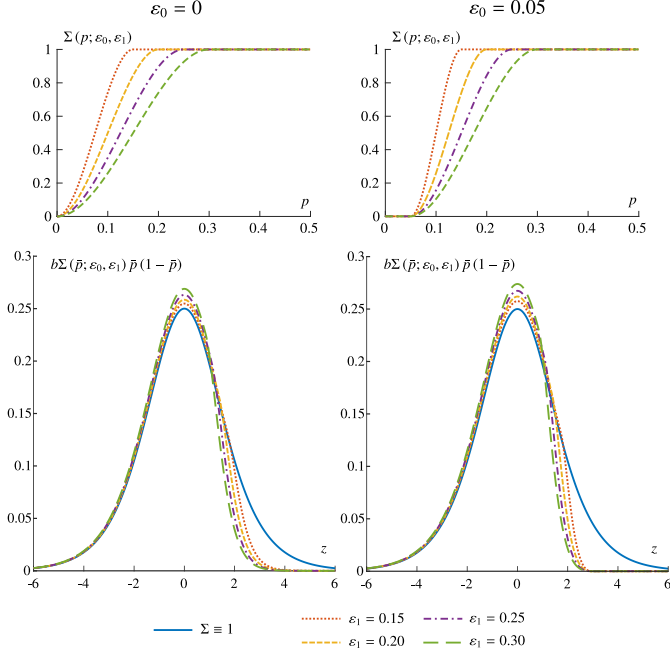 ε₀ = 0
ε₀ = 0.05
Σ (p; ε₀, ε₁)
1
0.8
0.6
0.4
0.2
0
0 0.1 0.2 0.3 0.4 0.5
p
Σ (p; ε₀, ε₁)
1
0.8
0.6
0.4
0.2
0
0 0.1 0.2 0.3 0.4 0.5
p
bΣ (p̄; ε₀, ε₁) p̄ (1 − p̄)
0.3
0.25
0.2
0.15
0.1
0.05
0
-6 -4 -2 0 2 4 6
z
bΣ (p̄; ε₀, ε₁) p̄ (1 − p̄)
0.3
0.25
0.2
0.15
0.1
0.05
0
-6 -4 -2 0 2 4 6
z
Σ ≡ 1
ε₁ = 0.15
ε₁ = 0.20
ε₁ = 0.25
ε₁ = 0.30